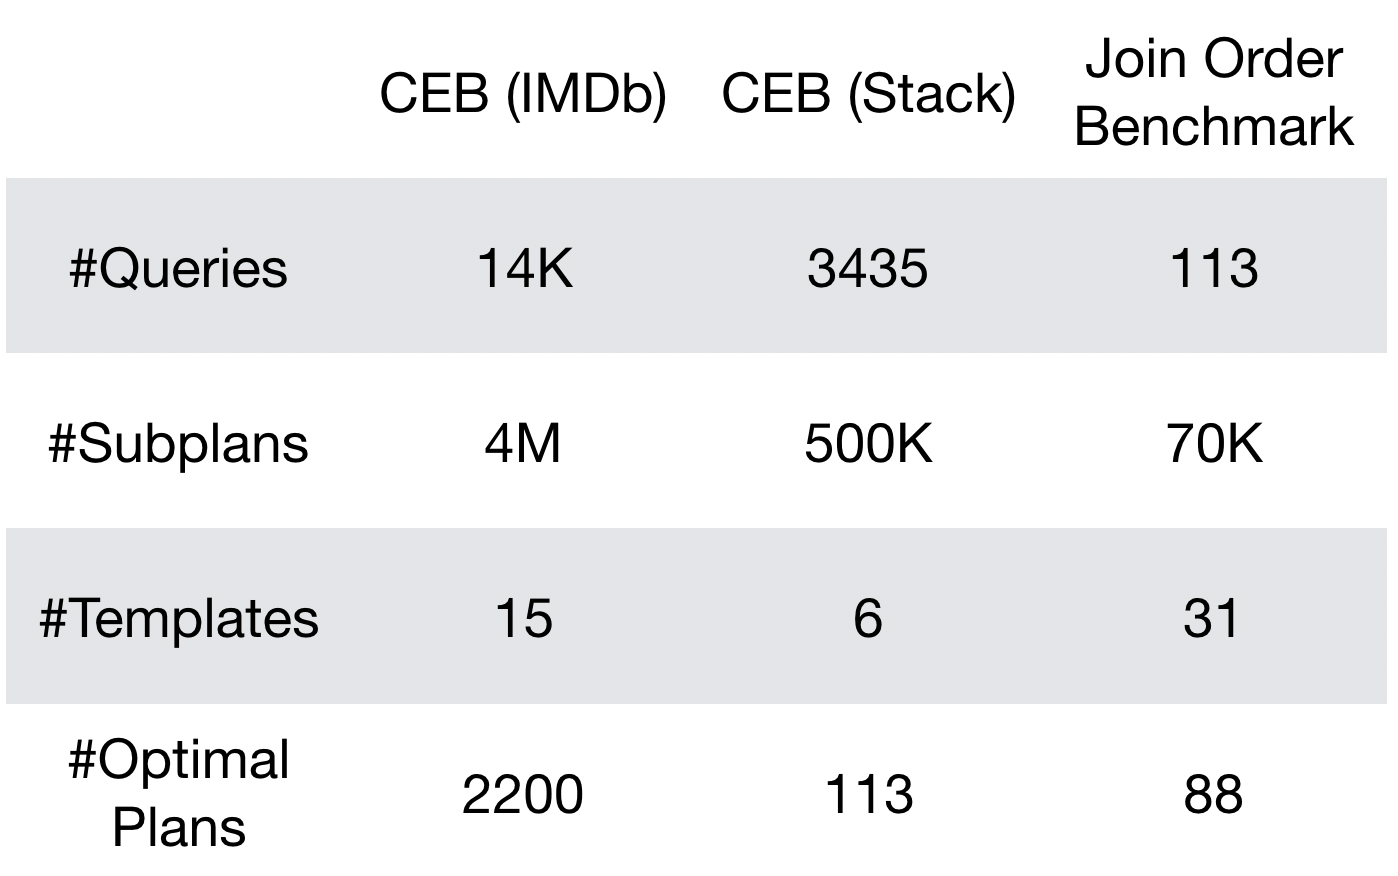 CEB (IMDb) CEB (Stack) Join Order
Benchmark
#Queries 14K 3435 113
#Subplans 4M 500K 70K
#Templates 15 6 31
#Optimal
Plans 2200 113 88